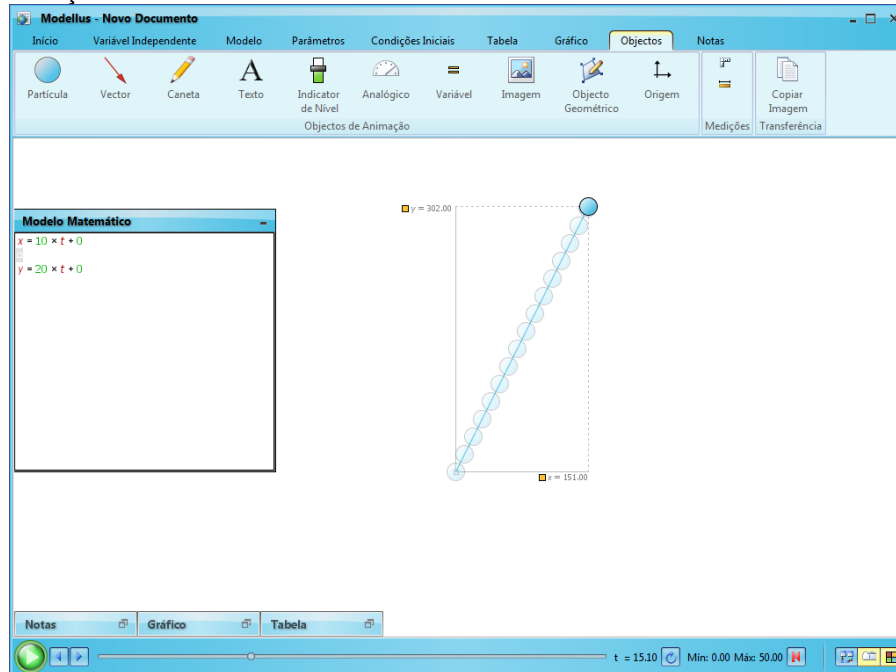 Modellus - Novo Documento
Início Variável Independente Modelo Parâmetros Condições Iniciais Tabela Gráfico Objectos Notas
Partícula Vector Caneta Texto Indicator de Nível Analógico Variável Imagem Objecto Geométrico Origem Copiar Imagem
Objectos de Animação Medições Transferência
y = 302.00
Modelo Matemático
x = 10 × t + 0
y = 20 × t + 0
x = 151.00
Notas Gráfico Tabela
t = 15.10 Mín: 0.00 Máx: 50.00